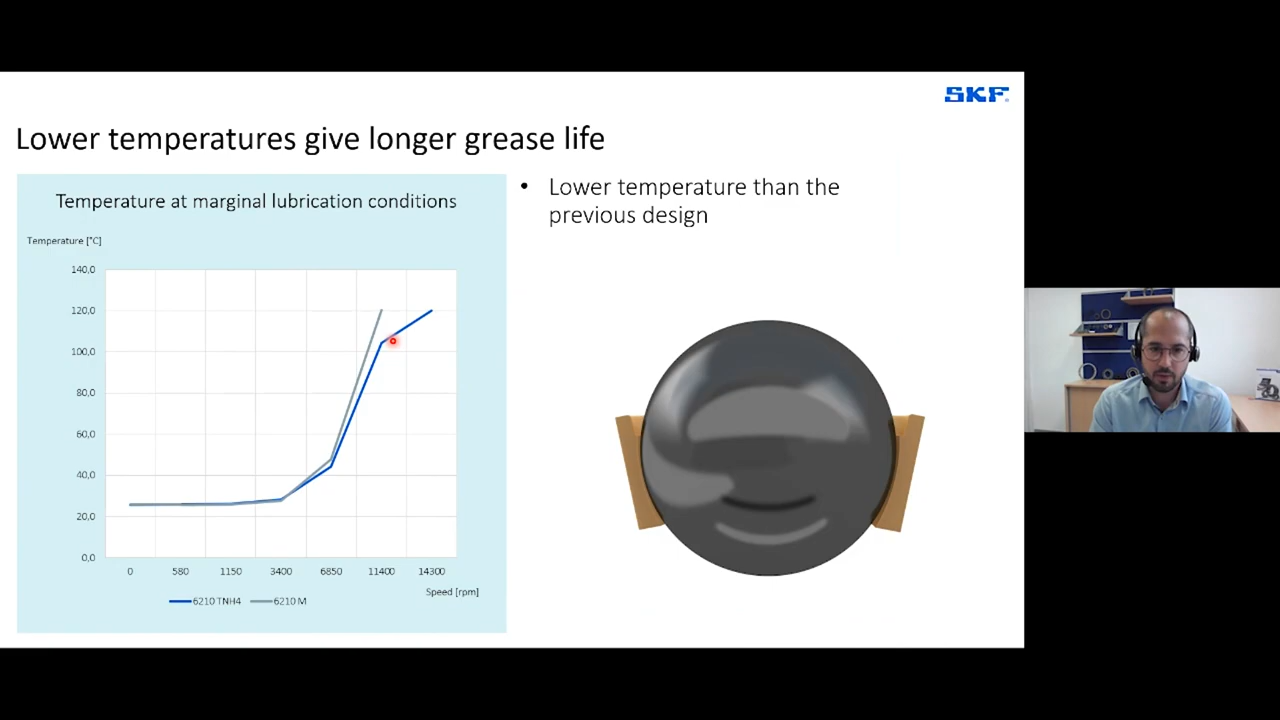 SKF
Lower temperatures give longer grease life
Temperature at marginal lubrication conditions
Temperature [°C]
140,0
120,0
100,0
80,0
60,0
40,0
20,0
0,0
0 580 1150 3400 6850 11400 14300
Speed [rpm]
6210 TNH4 6210 M
• Lower temperature than the
previous design